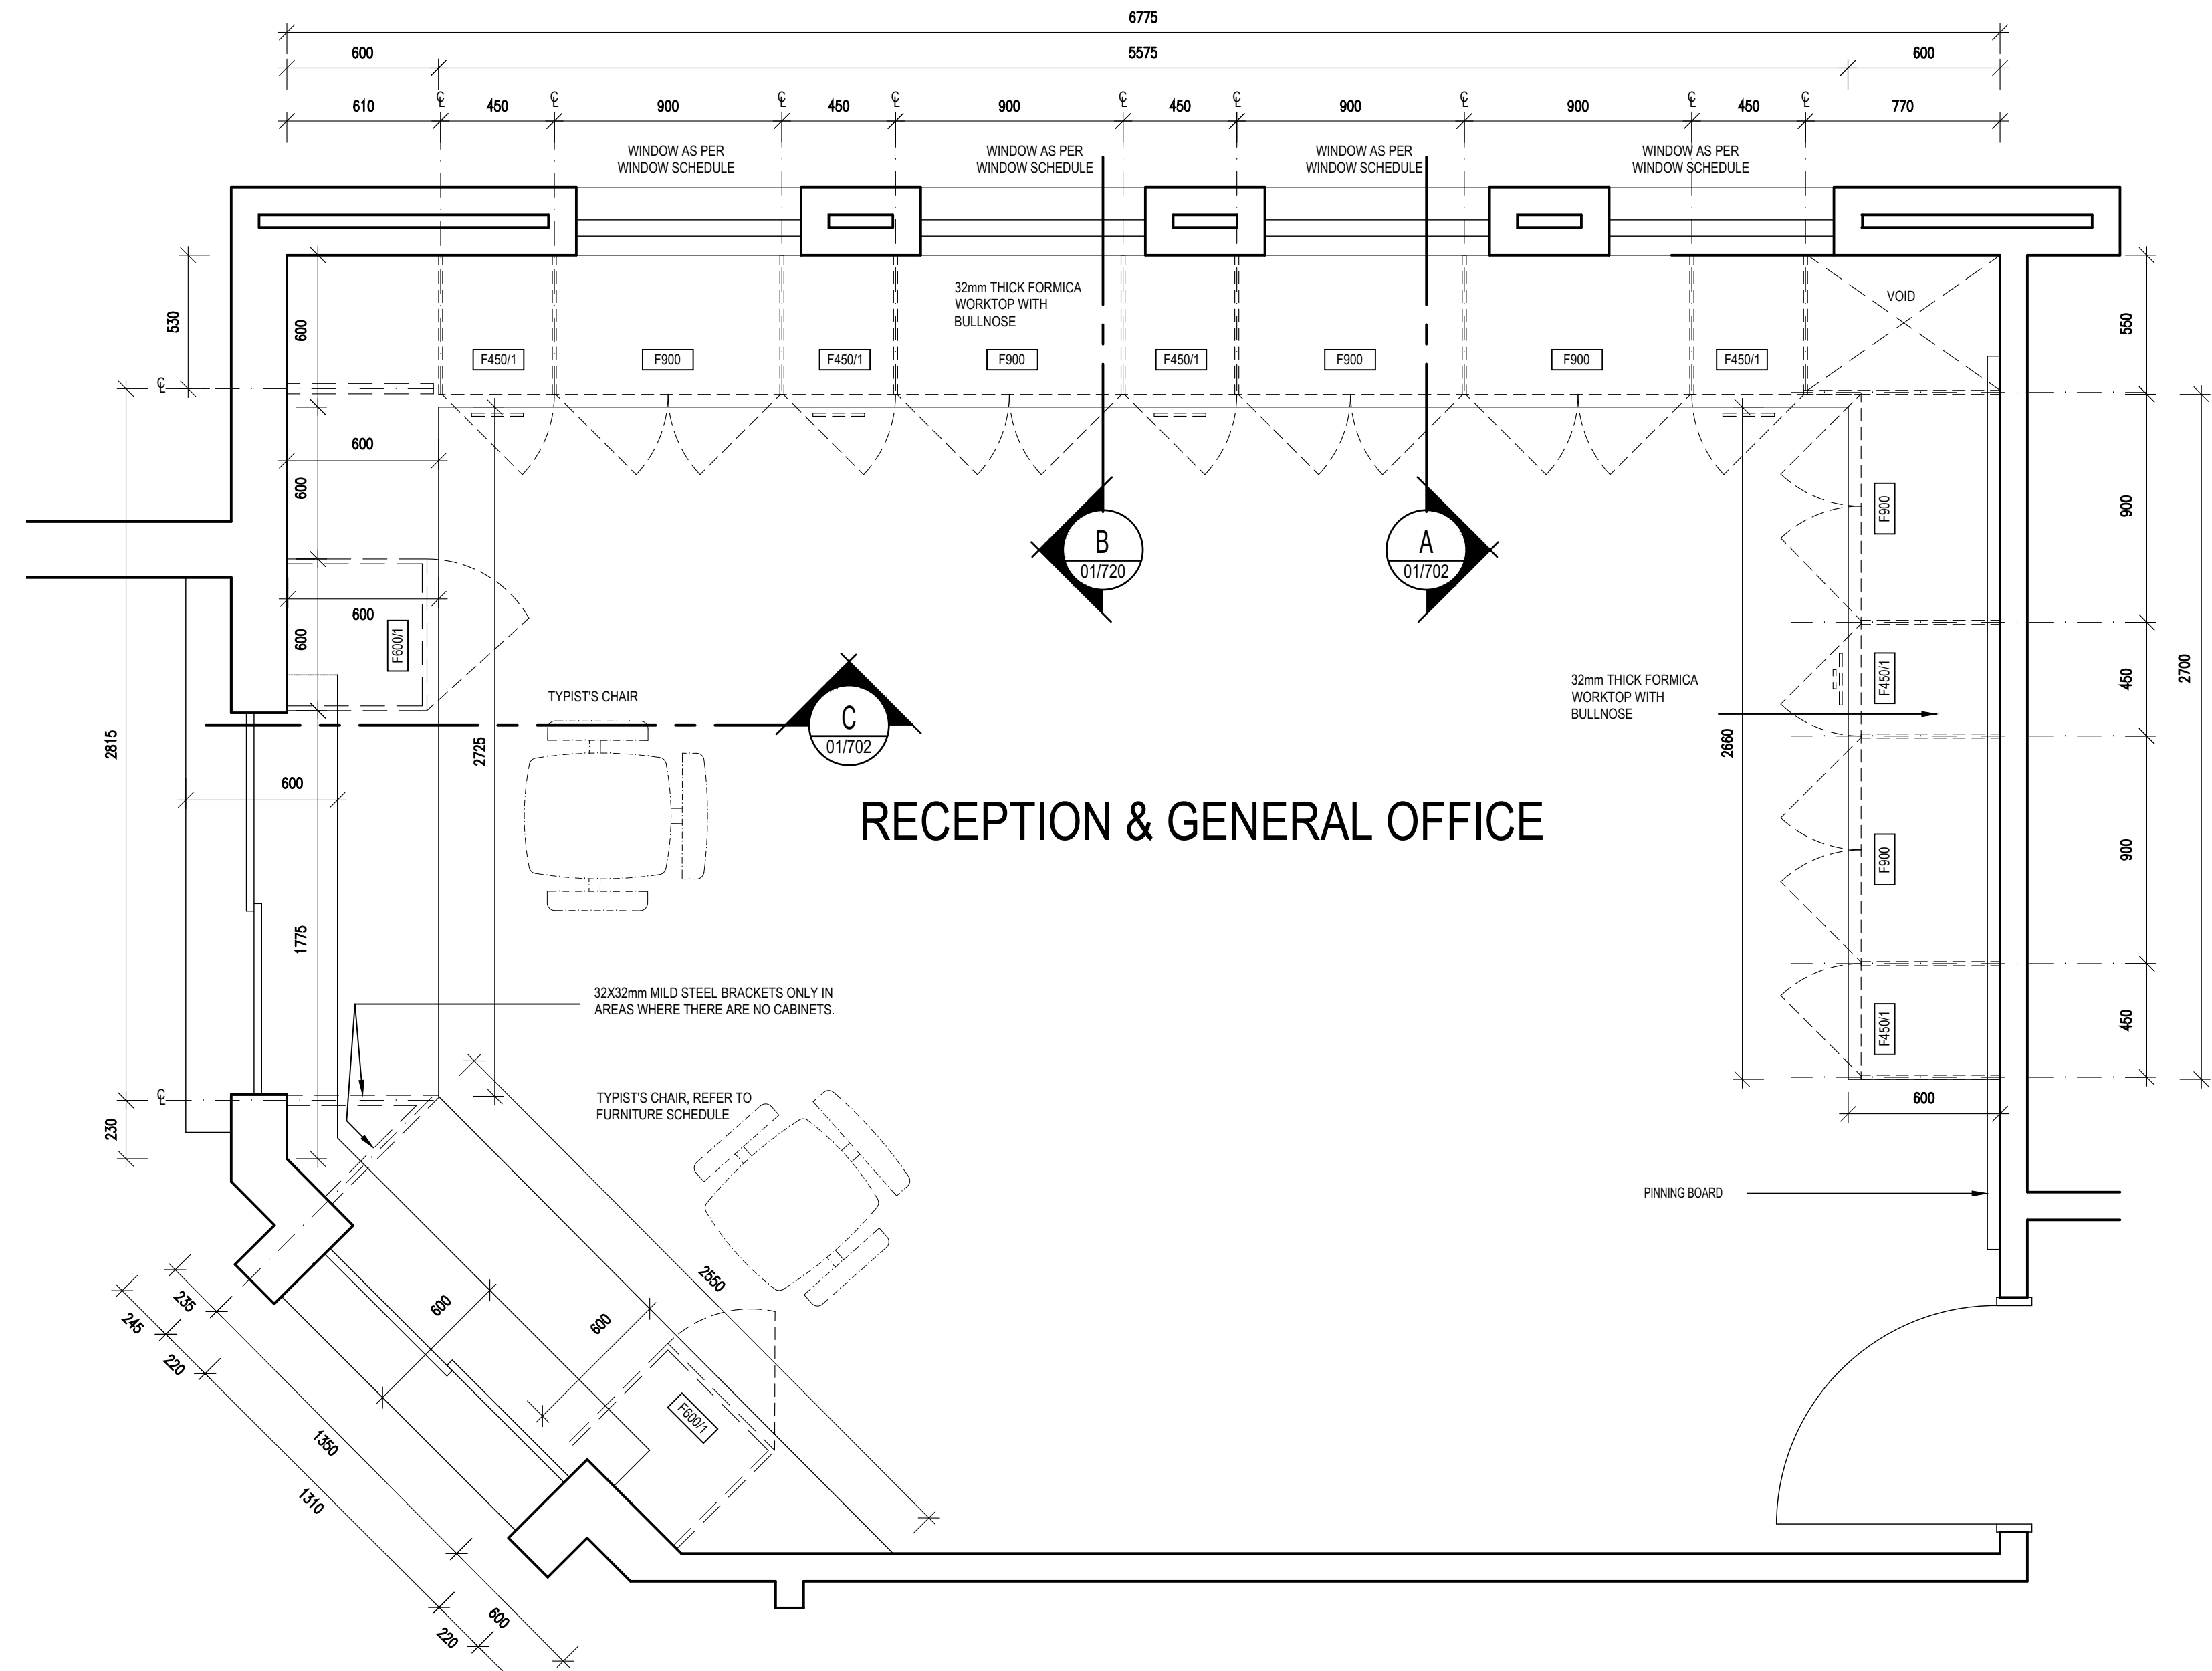 6775
600 5575 600
610 ℄ 450 ℄ 900 ℄ 450 ℄ 900 ℄ 450 ℄ 900 ℄ 900 ℄ 450 ℄ 770
WINDOW AS PER
WINDOW SCHEDULE
WINDOW AS PER
WINDOW SCHEDULE
WINDOW AS PER
WINDOW SCHEDULE
WINDOW AS PER
WINDOW SCHEDULE
32mm THICK FORMICA
WORKTOP WITH
BULLNOSE
VOID
530
600
550
F450/1
F900
F450/1
F900
F450/1
F900
F900
F450/1
℄
600
600
600
600
F600/1
2815
2725
B
01/720
A
01/702
C
01/702
TYPIST'S CHAIR
600
1775
RECEPTION & GENERAL OFFICE
32mm THICK FORMICA
WORKTOP WITH
BULLNOSE
2660
F900
F450/1
F900
F450/1
900
450
900
450
2700
600
32X32mm MILD STEEL BRACKETS ONLY IN
AREAS WHERE THERE ARE NO CABINETS.
℄
230
TYPIST'S CHAIR, REFER TO
FURNITURE SCHEDULE
PINNING BOARD
2550
600
600
F600/1
235
245
220
1350
1310
600
220